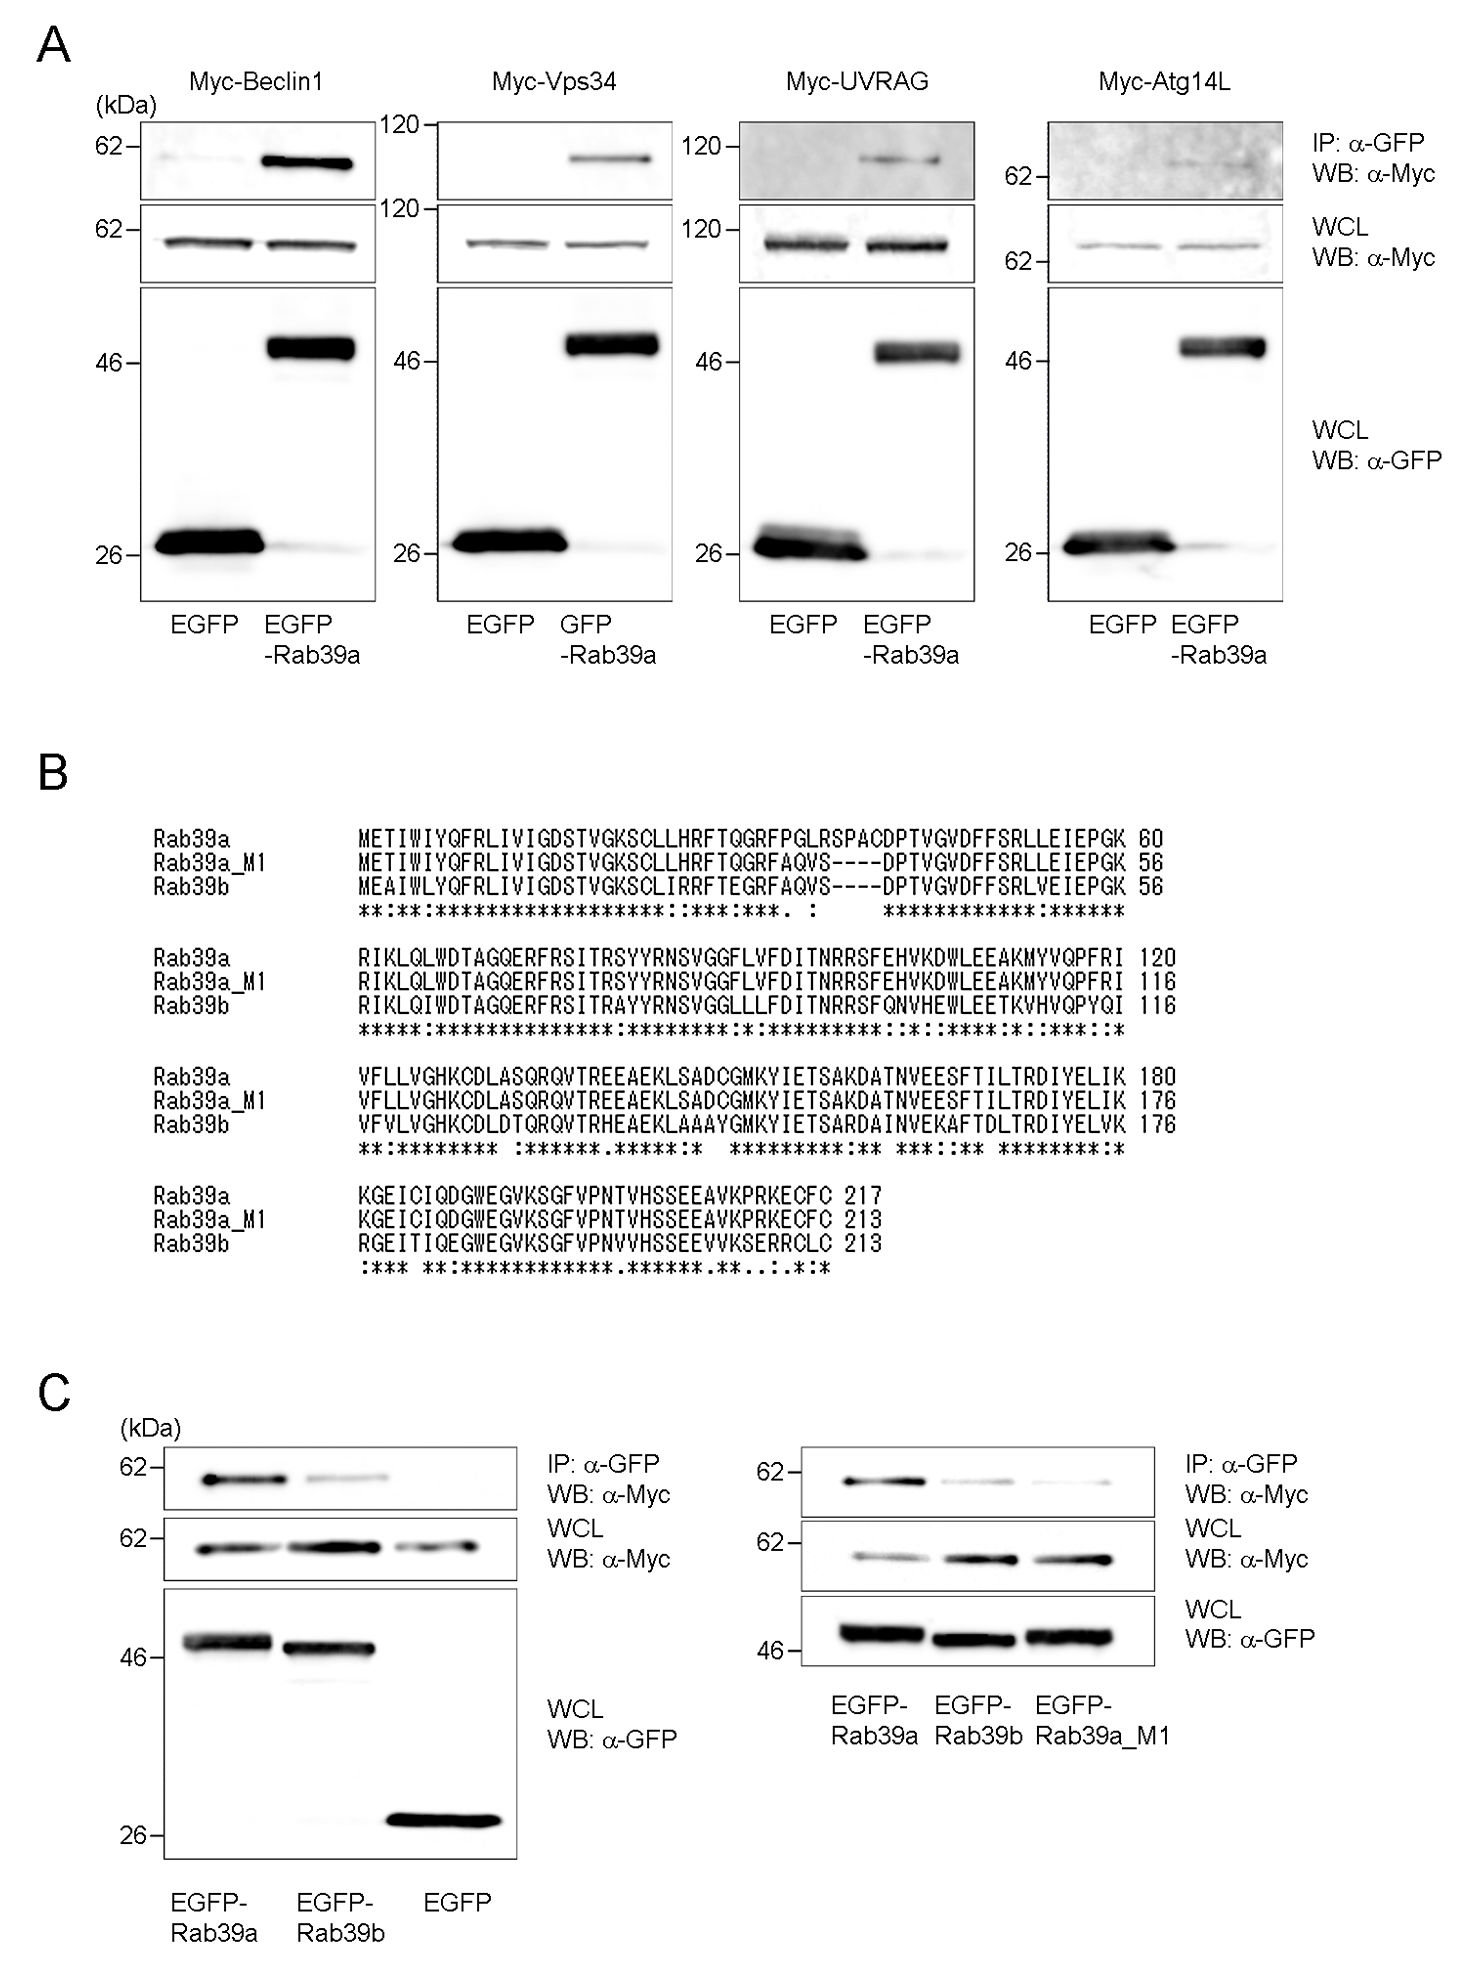 A
Myc-Beclin1 Myc-Vps34 Myc-UVRAG Myc-Atg14L
(kDa)
62 120 120 62 IP: α-GFP
WB: α-Myc
62 120 120 62 WCL
WB: α-Myc
46 46 46 46
WCL
WB: α-GFP
26 26 26 26
EGFP EGFP EGFP GFP EGFP EGFP EGFP EGFP
-Rab39a -Rab39a -Rab39a -Rab39a
B
Rab39a METIWIYQFRLIVIGDSTVGKSCLLHRFTQGRFPGLRSPACDPTVGVDFFSRLLEIEPGK 60
Rab39a_M1 METIWIYQFRLIVIGDSTVGKSCLLHRFTQGRFAQVS----DPTVGVDFFSRLLEIEPGK 56
Rab39b MEAIWLYQFRLIVIGDSTVGKSCLIRRFTEGRFAQVS----DPTVGVDFFSRLVEIEPGK 56
**:**:******************::***:***. :     ************:******
Rab39a RIKLQLWDTAGQERFRSITRSYYRNSVGGFLVFDITNRRSFEHVKDWLEEAKMYVQPFRI 120
Rab39a_M1 RIKLQLWDTAGQERFRSITRSYYRNSVGGFLVFDITNRRSFEHVKDWLEEAKMYVQPFRI 116
Rab39b RIKLQIWDTAGQERFRSITRAYYRNSVGGLLLFDITNRRSFQNVHEWLEETKVHVQPYQI 116
*****:**************:********:*:*********::*::****:*::***::*
Rab39a VFLLVGHKCDLASQRQVTREEAEKLSADCGMKYIETSAKDATNVEESFTILTRDIYELIK 180
Rab39a_M1 VFLLVGHKCDLASQRQVTREEAEKLSADCGMKYIETSAKDATNVEESFTILTRDIYELIK 176
Rab39b VFVLVGHKCDLDTQRQVTRHEAEKLAAAYGMKYIETSARDAINVEKAFTDLTRDIYELVK 176
**:******** :******.*****:*  *********:** ***::** ********:*
Rab39a KGEICIQDGWEGVKSGFVPNTVHSSEEAVKPRKECFC 217
Rab39a_M1 KGEICIQDGWEGVKSGFVPNTVHSSEEAVKPRKECFC 213
Rab39b RGEITIQEGWEGVKSGFVPNVVHSSEEVVKSERRCLC 213
:*** **:************.******.**..:.*:*
C
(kDa)
62 IP: α-GFP
WB: α-Myc
62 WCL
WB: α-Myc
46
WCL
WB: α-GFP
26
EGFP- EGFP- EGFP
Rab39a Rab39b
62 IP: α-GFP
WB: α-Myc
62 WCL
WB: α-Myc
46 WCL
WB: α-GFP
EGFP- EGFP- EGFP-
Rab39a Rab39b Rab39a_M1